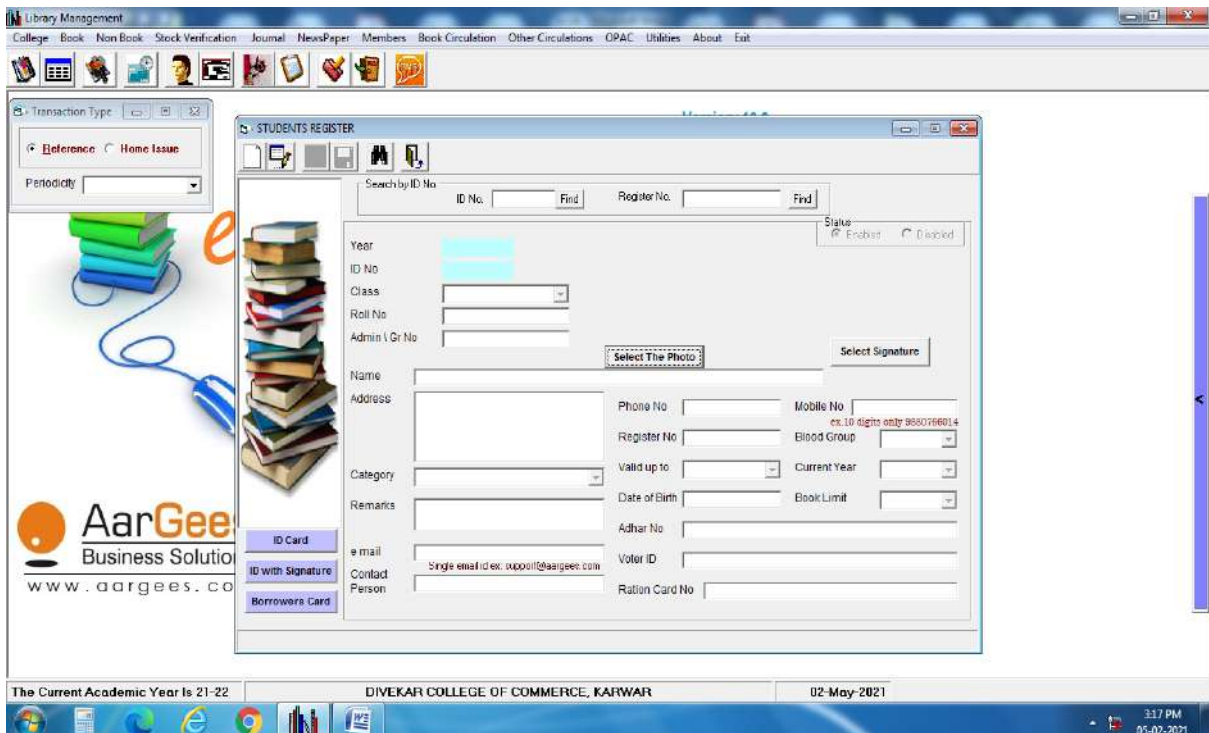 Library Management
College Book Non Book Stock Verification Journal NewsPaper Members Book Circulation Other Circulations OPAC Utilities About Exit
Transaction Type
Reference Home Issue
Periodicity
STUDENTS REGISTER
Search by ID No
ID No. Find Register No. Find
Status
Enabled Disabled
Year
ID No
Class
Roll No
Admin \ Gr No
Select The Photo
Select Signature
Name
Address
Phone No
Mobile No
ex.10 digits only 9880766014
Register No
Blood Group
Category
Valid up to
Current Year
Remarks
Date of Birth
Book Limit
Adhar No
e mail
Single email id ex: support@aargees.com
Voter ID
Contact Person
Ration Card No
ID Card
ID with Signature
Borrowers Card
e
AarGees
Business Solutio
www.aargees.co
<
The Current Academic Year Is 21-22 DIVEKAR COLLEGE OF COMMERCE, KARWAR 02-May-2021
3:17 PM
05-02-2021